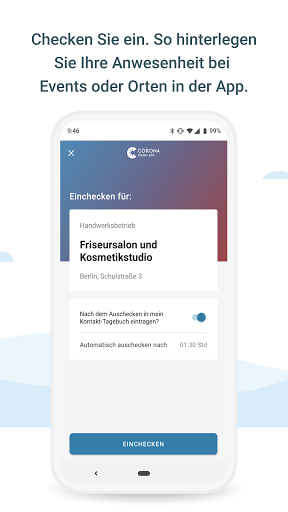 Checken Sie ein. So hinterlegen
Sie Ihre Anwesenheit bei
Events oder Orten in der App.
9:46
99%
CORONA
WARN-APP
Einchecken für:
Handwerksbetrieb
Friseursalon und
Kosmetikstudio
Berlin, Schulstraße 3
Nach dem Auschecken in mein
Kontakt-Tagebuch eintragen?
Automatisch auschecken nach 01:30 Std
EINCHECKEN